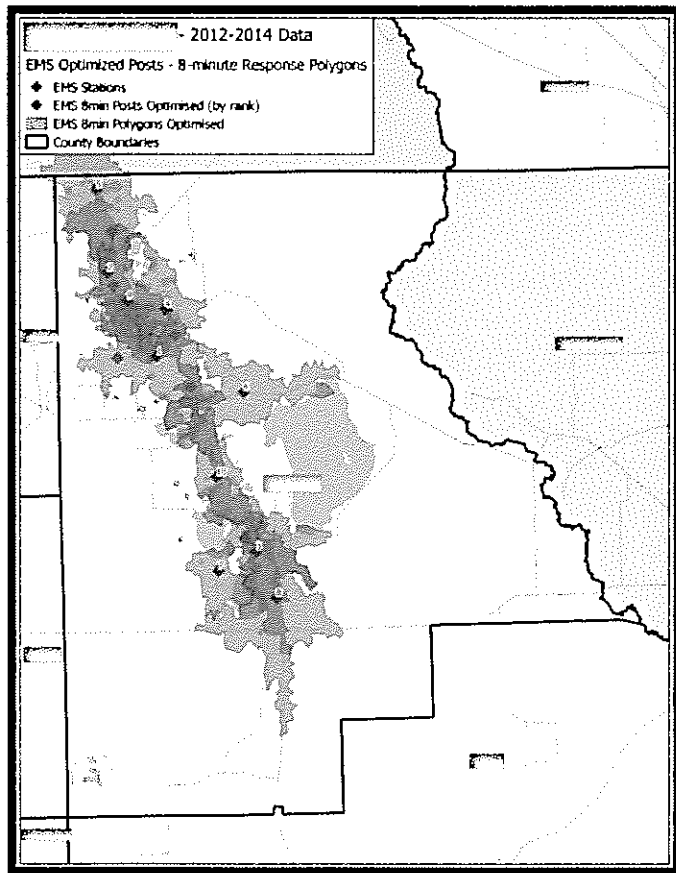 - 2012-2014 Data
EMS Optimized Posts - 8-minute Response Polygons
EMS Stations
EMS 8min Posts Optimised (by rank)
EMS 8min Polygons Optimised
County Boundaries